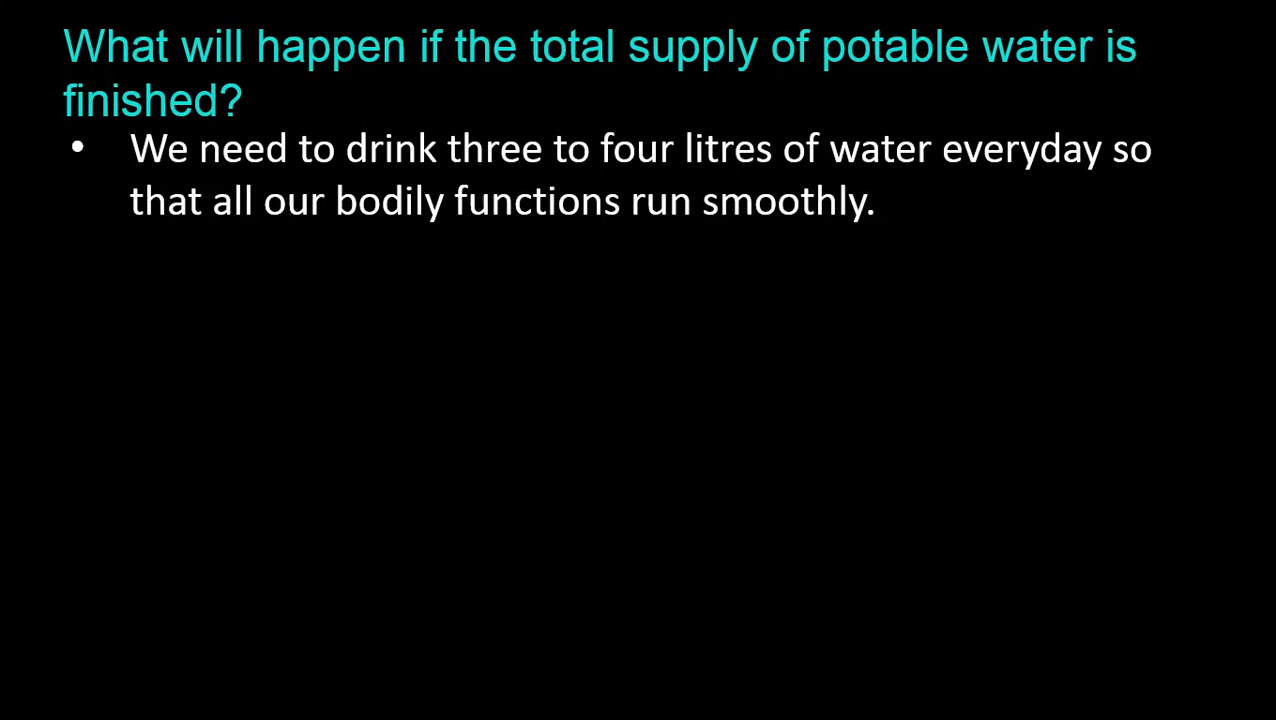 What will happen if the total supply of potable water is
finished?
• We need to drink three to four litres of water everyday so
that all our bodily functions run smoothly.